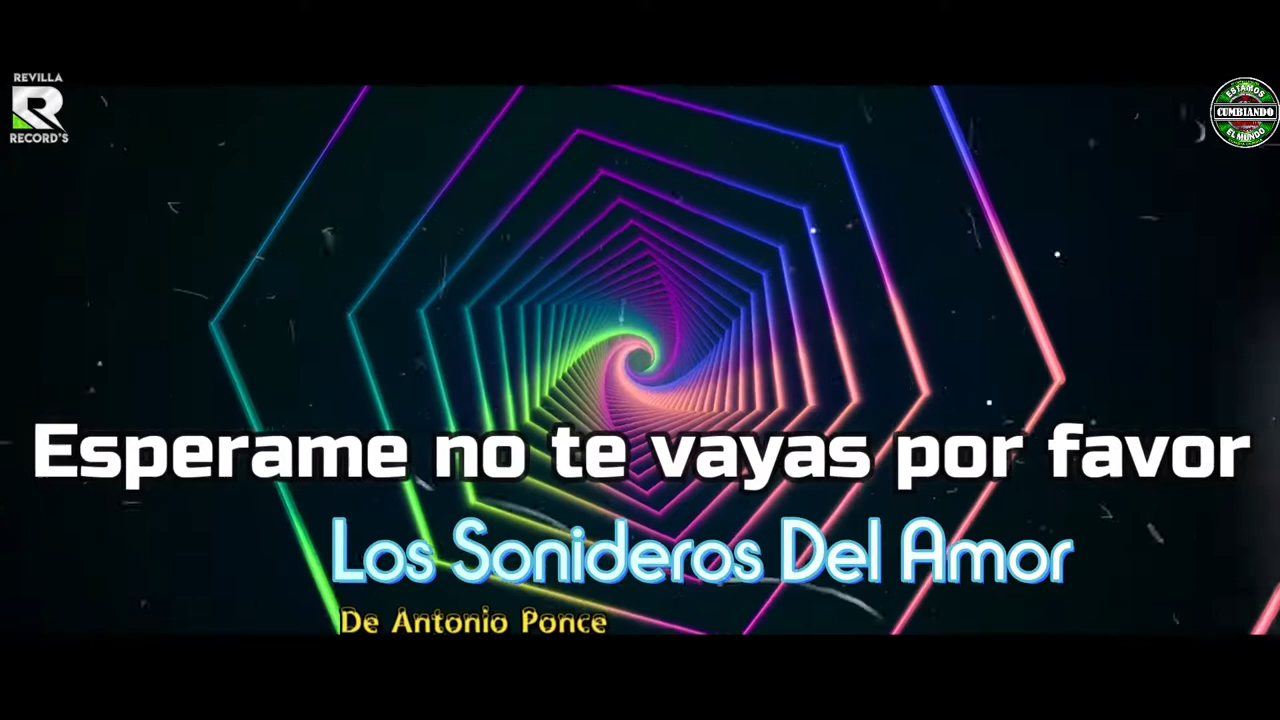 REVILLA
R
RECORD'S
ESTAMOS
CUMBIANDO
EL MUNDO
Esperame no te vayas por favor
Los Sonideros Del Amor
De Antonio Ponce